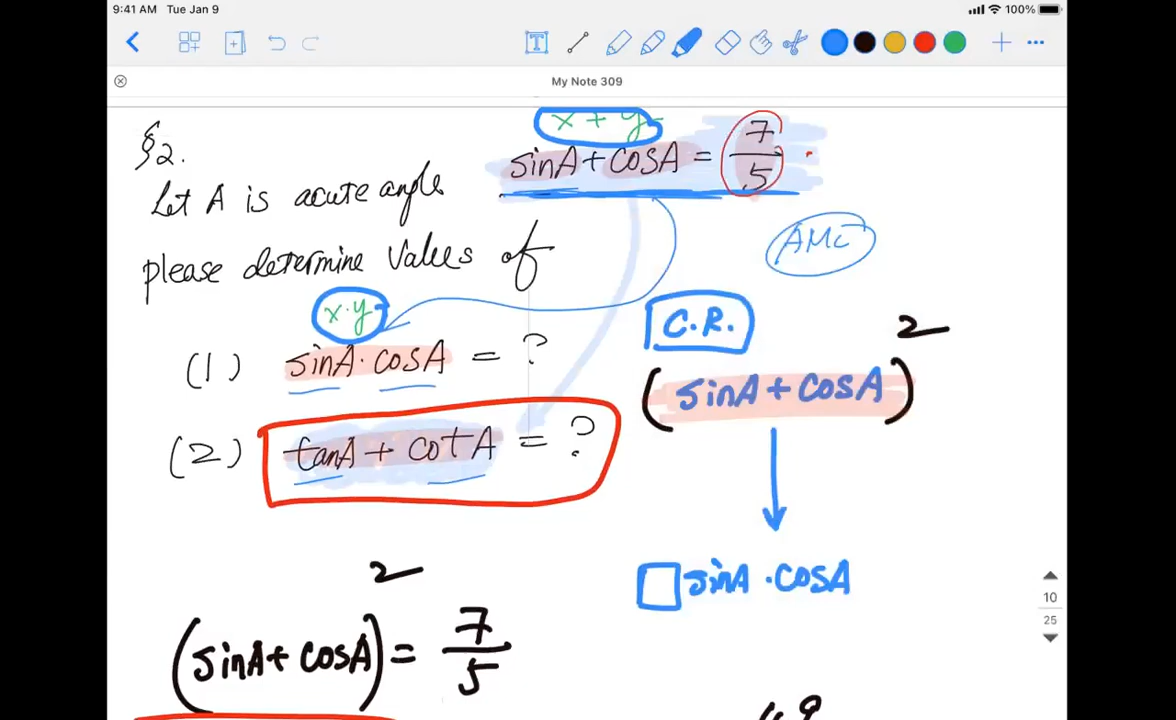 9:41 AM Tue Jan 9
100%
My Note 309
x + y
§2. sinA + cosA = 7/5 .
Let A is acute angle
AMC
please determine values of
x·y
C.R.
(1) sinA · cosA = ?
(sinA + cosA)²
(2) tanA + cotA = ?
□ sinA · cosA
10
25
(sinA + cosA)² = 7/5
49